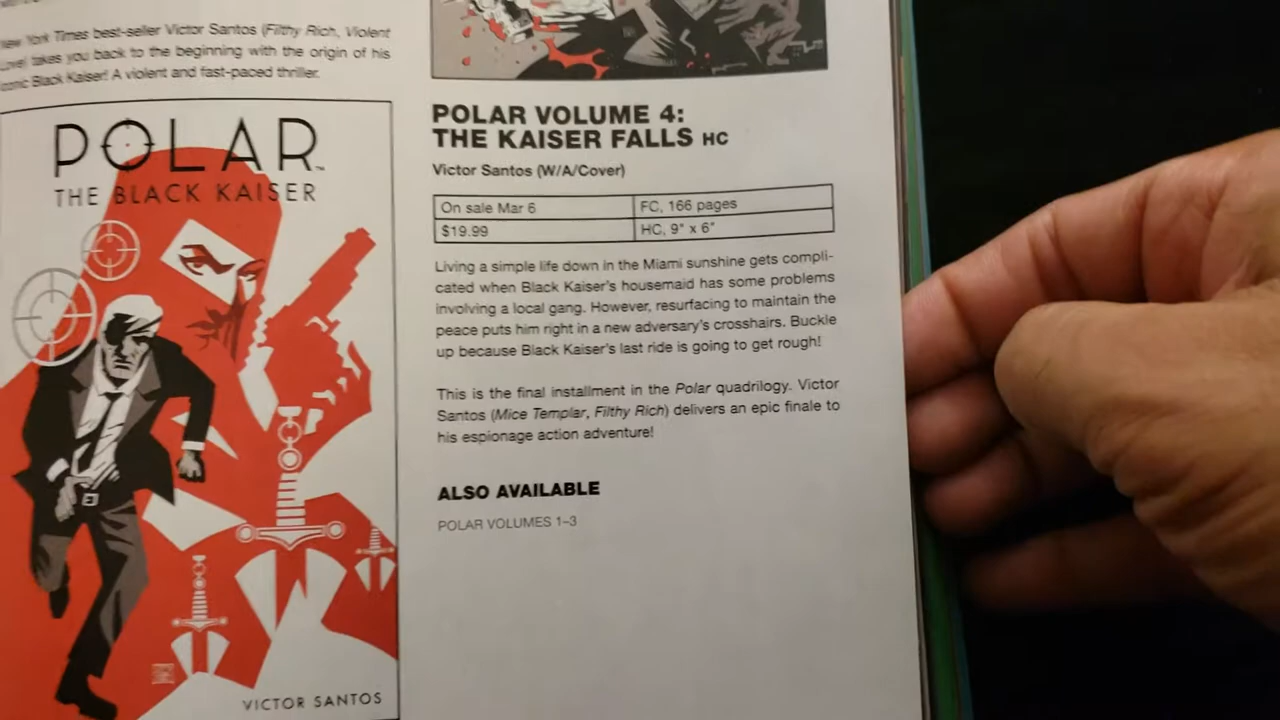 New York Times best-seller Victor Santos (Filthy Rich, Violent
Love) takes you back to the beginning with the origin of his
iconic Black Kaiser! A violent and fast-paced thriller.
POLAR™
THE BLACK KAISER
VICTOR SANTOS
POLAR VOLUME 4:
THE KAISER FALLS HC
Victor Santos (W/A/Cover)
On sale Mar 6 FC, 166 pages
$19.99 HC, 9" x 6"
Living a simple life down in the Miami sunshine gets compli-
cated when Black Kaiser's housemaid has some problems
involving a local gang. However, resurfacing to maintain the
peace puts him right in a new adversary's crosshairs. Buckle
up because Black Kaiser's last ride is going to get rough!
This is the final installment in the Polar quadrilogy. Victor
Santos (Mice Templar, Filthy Rich) delivers an epic finale to
his espionage action adventure!
ALSO AVAILABLE
POLAR VOLUMES 1–3